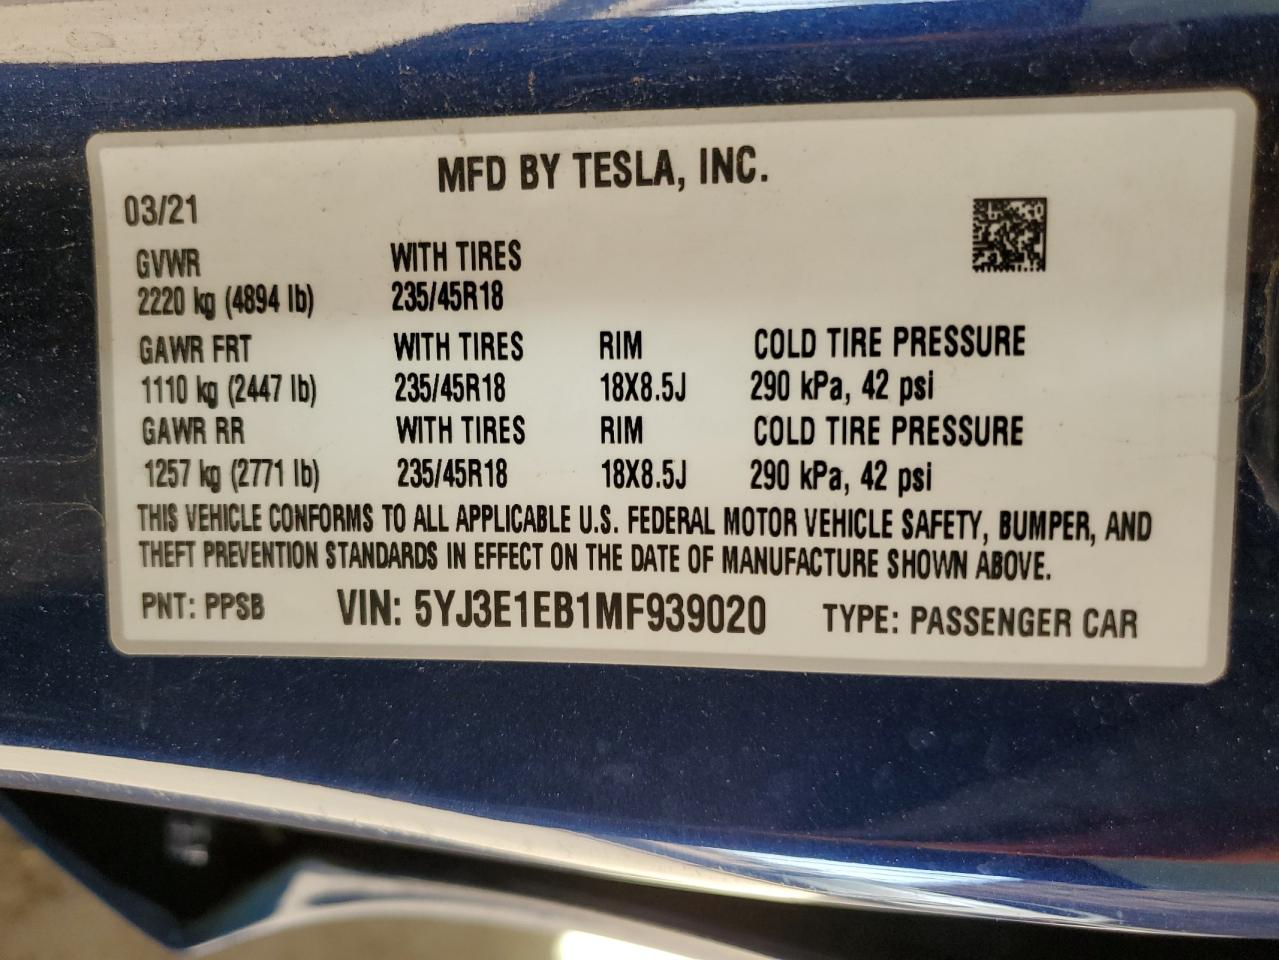 MFD BY TESLA, INC.
03/21
GVWR WITH TIRES
2220 kg (4894 lb) 235/45R18
GAWR FRT WITH TIRES RIM COLD TIRE PRESSURE
1110 kg (2447 lb) 235/45R18 18X8.5J 290 kPa, 42 psi
GAWR RR WITH TIRES RIM COLD TIRE PRESSURE
1257 kg (2771 lb) 235/45R18 18X8.5J 290 kPa, 42 psi
THIS VEHICLE CONFORMS TO ALL APPLICABLE U.S. FEDERAL MOTOR VEHICLE SAFETY, BUMPER, AND
THEFT PREVENTION STANDARDS IN EFFECT ON THE DATE OF MANUFACTURE SHOWN ABOVE.
PNT: PPSB VIN: 5YJ3E1EB1MF939020 TYPE: PASSENGER CAR